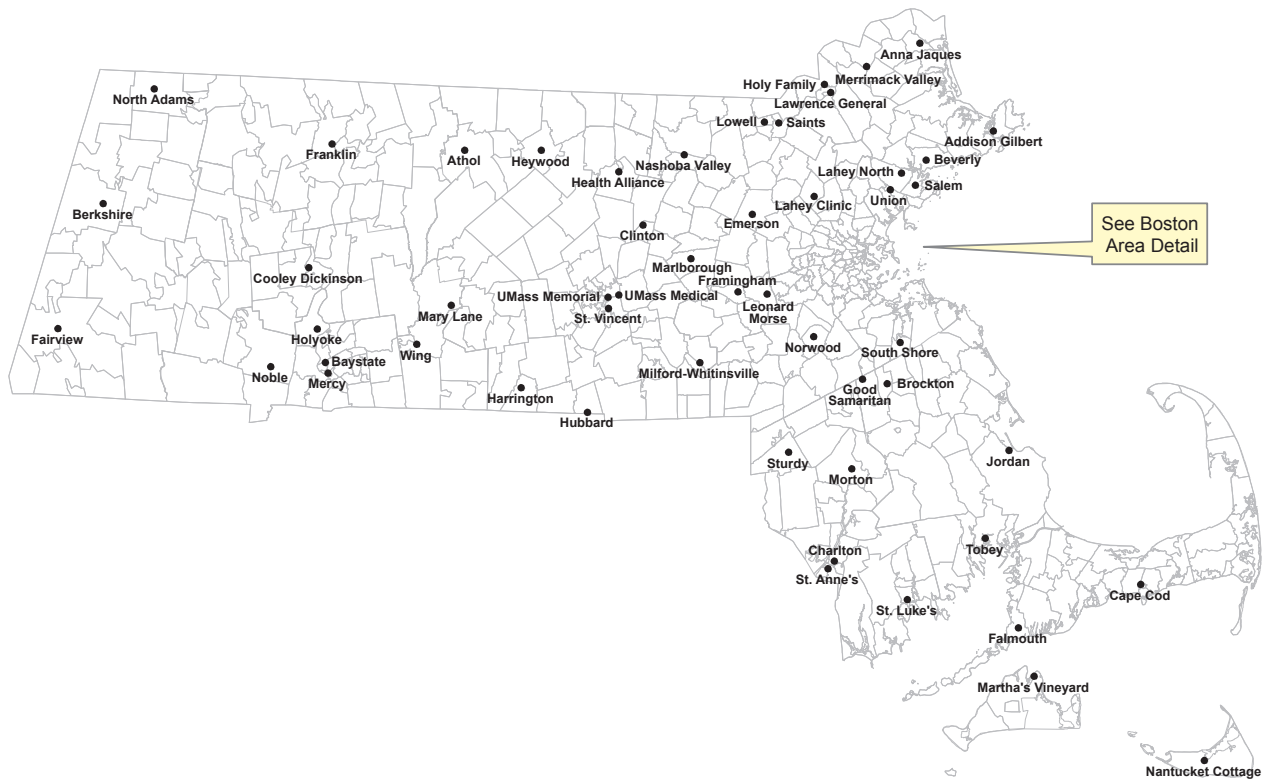 Anna Jaques
Merrimack Valley
Holy Family
Lawrence General
North Adams
Lowell
Saints
Addison Gilbert
Franklin
Athol
Heywood
Nashoba Valley
Beverly
Health Alliance
Lahey North
Salem
Union
Lahey Clinic
Berkshire
Emerson
Clinton
See Boston
Area Detail
Marlborough
Cooley Dickinson
Framingham
UMass Memorial
UMass Medical
Leonard
Morse
Mary Lane
St. Vincent
Fairview
Holyoke
Norwood
South Shore
Wing
Baystate
Noble
Mercy
Milford-Whitinsville
Good
Samaritan
Brockton
Harrington
Hubbard
Sturdy
Jordan
Morton
Charlton
Tobey
St. Anne's
Cape Cod
St. Luke's
Falmouth
Martha's Vineyard
Nantucket Cottage